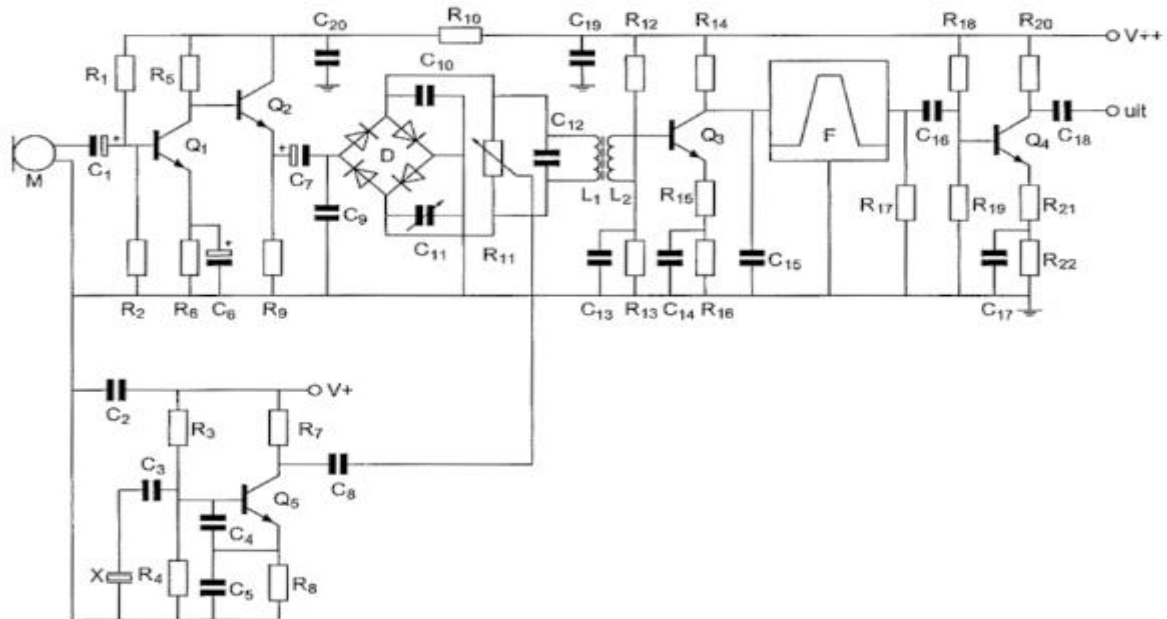 C20 R10 C19 R12 R14 R18 R20
V++
R1 R5 C10
Q2 C12 Q3 F C16 Q4 C18 uit
M C1 Q1 C7 D
C9 L1 L2 R15 R17 R19 R21
C11 R11 C15 R22
R2 R6 C6 R9 C13 R13 C14 R16 C17
V+
C2 R3 R7
C3 Q5 C8
C4
X R4 C5 R8